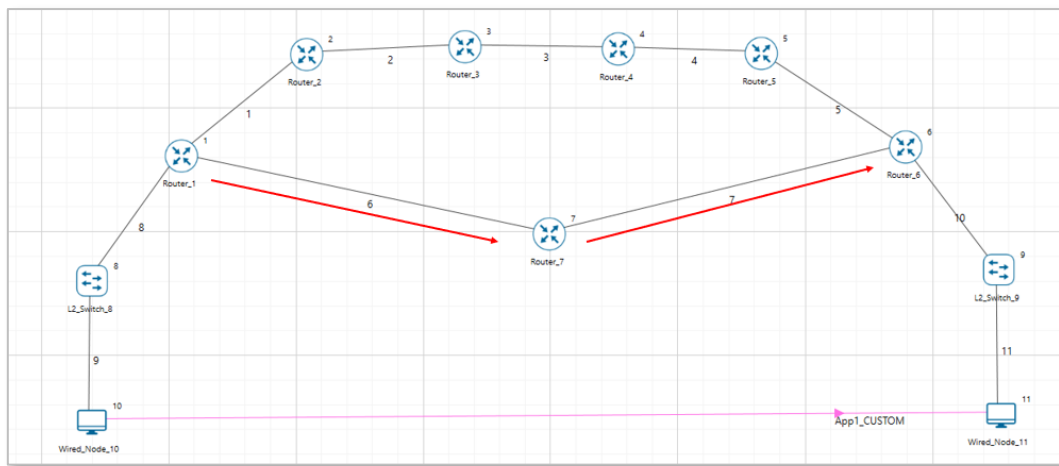 2
3
4
5
Router_2
2
Router_3
3
Router_4
4
Router_5
1
5
1
6
Router_1
Router_6
6
7
7
8
Router_7
10
8
9
L2_Switch_8
L2_Switch_9
9
11
10
11
App1_CUSTOM
Wired_Node_10
Wired_Node_11